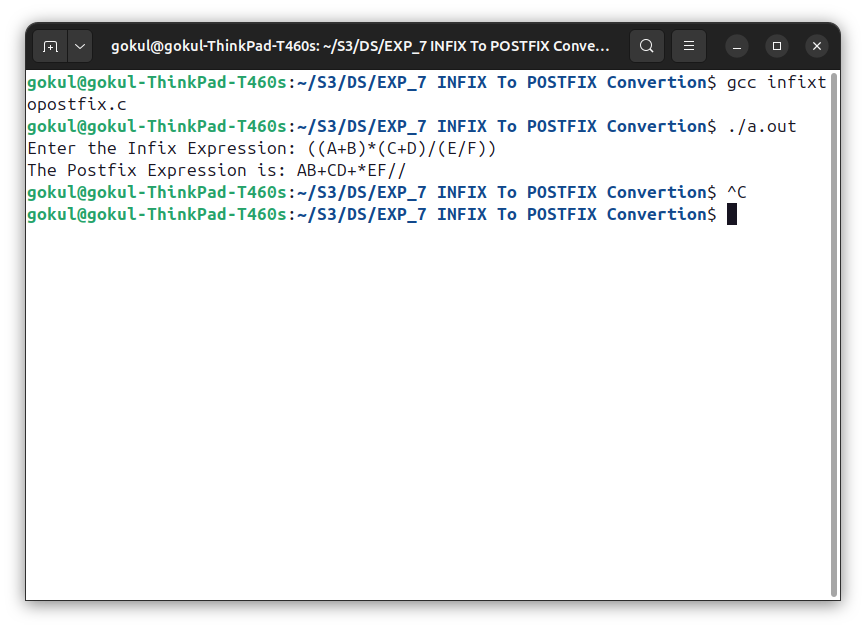 gokul@gokul-ThinkPad-T460s: ~/S3/DS/EXP_7 INFIX To POSTFIX Conve...
gokul@gokul-ThinkPad-T460s:~/S3/DS/EXP_7 INFIX To POSTFIX Convertion$ gcc infixt
opostfix.c
gokul@gokul-ThinkPad-T460s:~/S3/DS/EXP_7 INFIX To POSTFIX Convertion$ ./a.out
Enter the Infix Expression: ((A+B)*(C+D)/(E/F))
The Postfix Expression is: AB+CD+*EF//
gokul@gokul-ThinkPad-T460s:~/S3/DS/EXP_7 INFIX To POSTFIX Convertion$ ^C
gokul@gokul-ThinkPad-T460s:~/S3/DS/EXP_7 INFIX To POSTFIX Convertion$